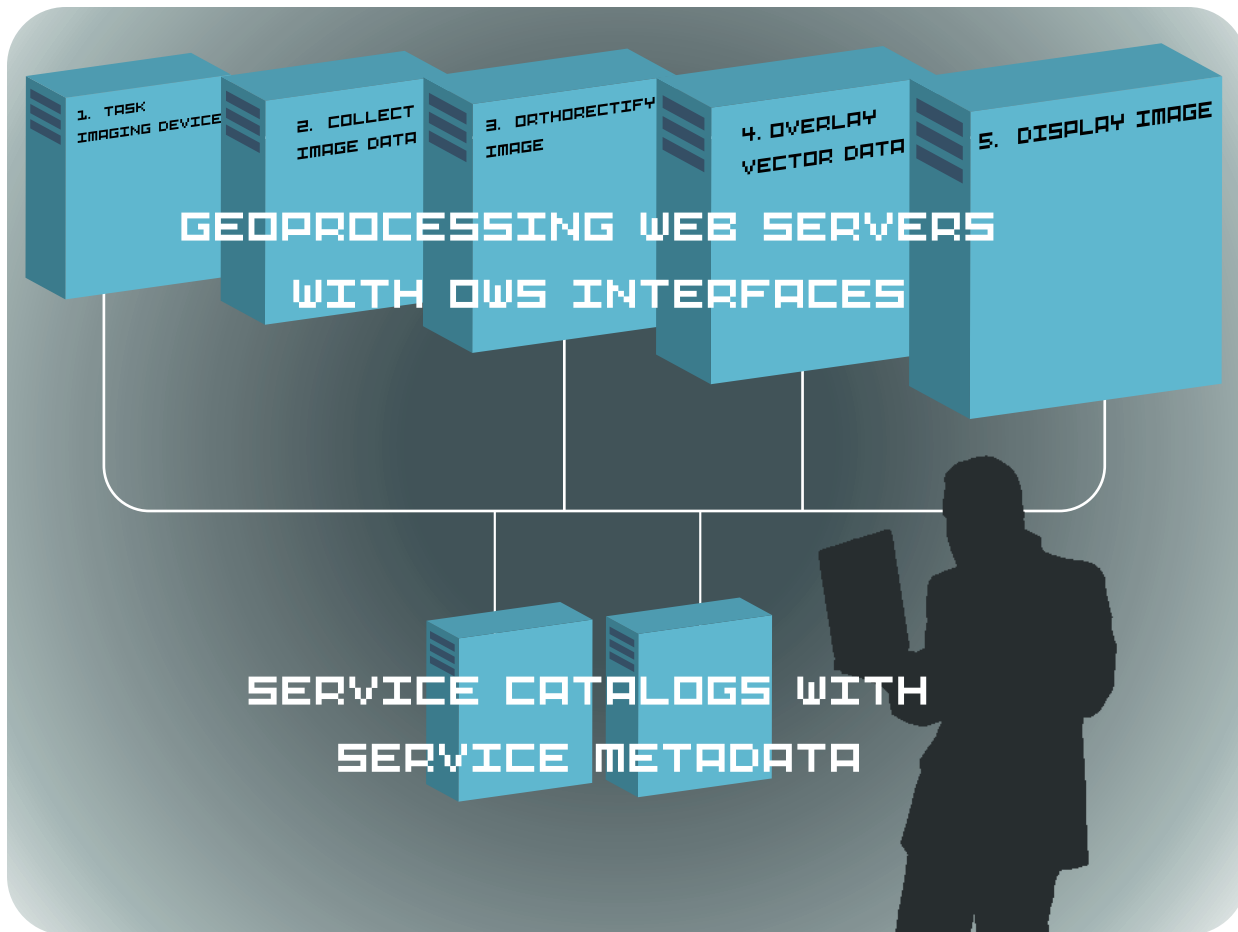 1. TASK
IMAGING DEVICE
2. COLLECT
IMAGE DATA
3. ORTHORECTIFY
IMAGE
4. OVERLAY
VECTOR DATA
5. DISPLAY IMAGE
GEOPROCESSING WEB SERVERS
WITH OWS INTERFACES
SERVICE CATALOGS WITH
SERVICE METADATA